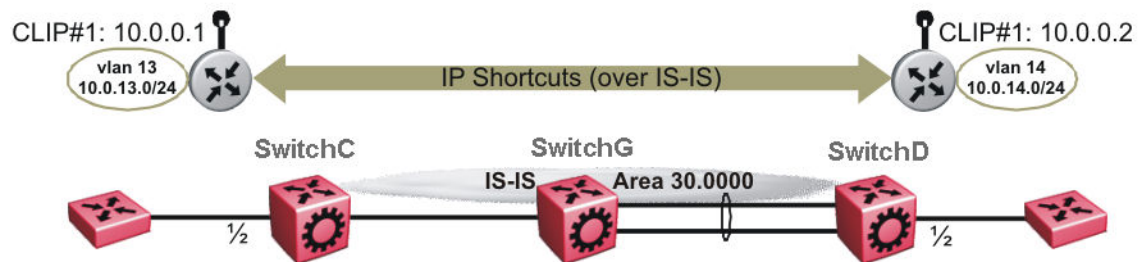 CLIP#1: 10.0.0.1
CLIP#1: 10.0.0.2
vlan 13
10.0.13.0/24
IP Shortcuts (over IS-IS)
vlan 14
10.0.14.0/24
SwitchC
SwitchG
SwitchD
IS-IS Area 30.0000
½
½